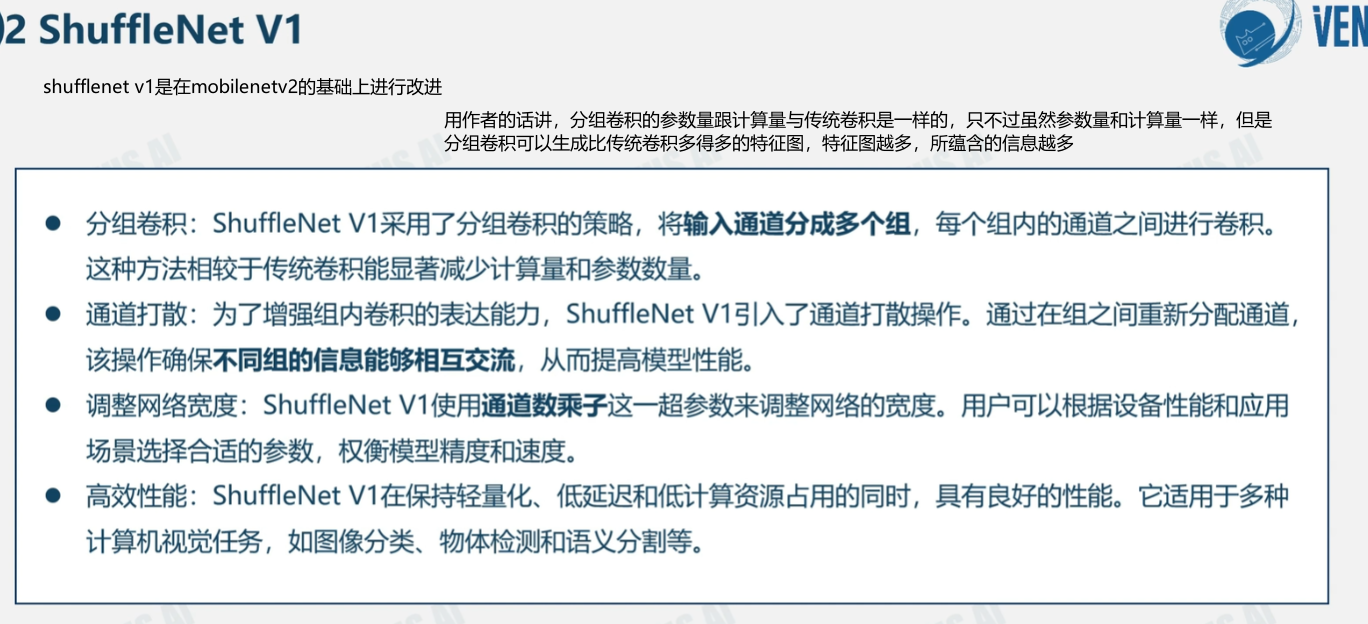 02 ShuffleNet V1
shufflenet v1是在mobilenetv2的基础上进行改进
用作者的话讲，分组卷积的参数量跟计算量与传统卷积是一样的，只不过虽然参数量和计算量一样，但是
分组卷积可以生成比传统卷积多得多的特征图，特征图越多，所蕴含的信息越多
● 分组卷积：ShuffleNet V1采用了分组卷积的策略，将输入通道分成多个组，每个组内的通道之间进行卷积。
这种方法相较于传统卷积能显著减少计算量和参数数量。
● 通道打散：为了增强组内卷积的表达能力，ShuffleNet V1引入了通道打散操作。通过在组之间重新分配通道，
该操作确保不同组的信息能够相互交流，从而提高模型性能。
● 调整网络宽度：ShuffleNet V1使用通道数乘子这一超参数来调整网络的宽度。用户可以根据设备性能和应用
场景选择合适的参数，权衡模型精度和速度。
● 高效性能：ShuffleNet V1在保持轻量化、低延迟和低计算资源占用的同时，具有良好的性能。它适用于多种
计算机视觉任务，如图像分类、物体检测和语义分割等。